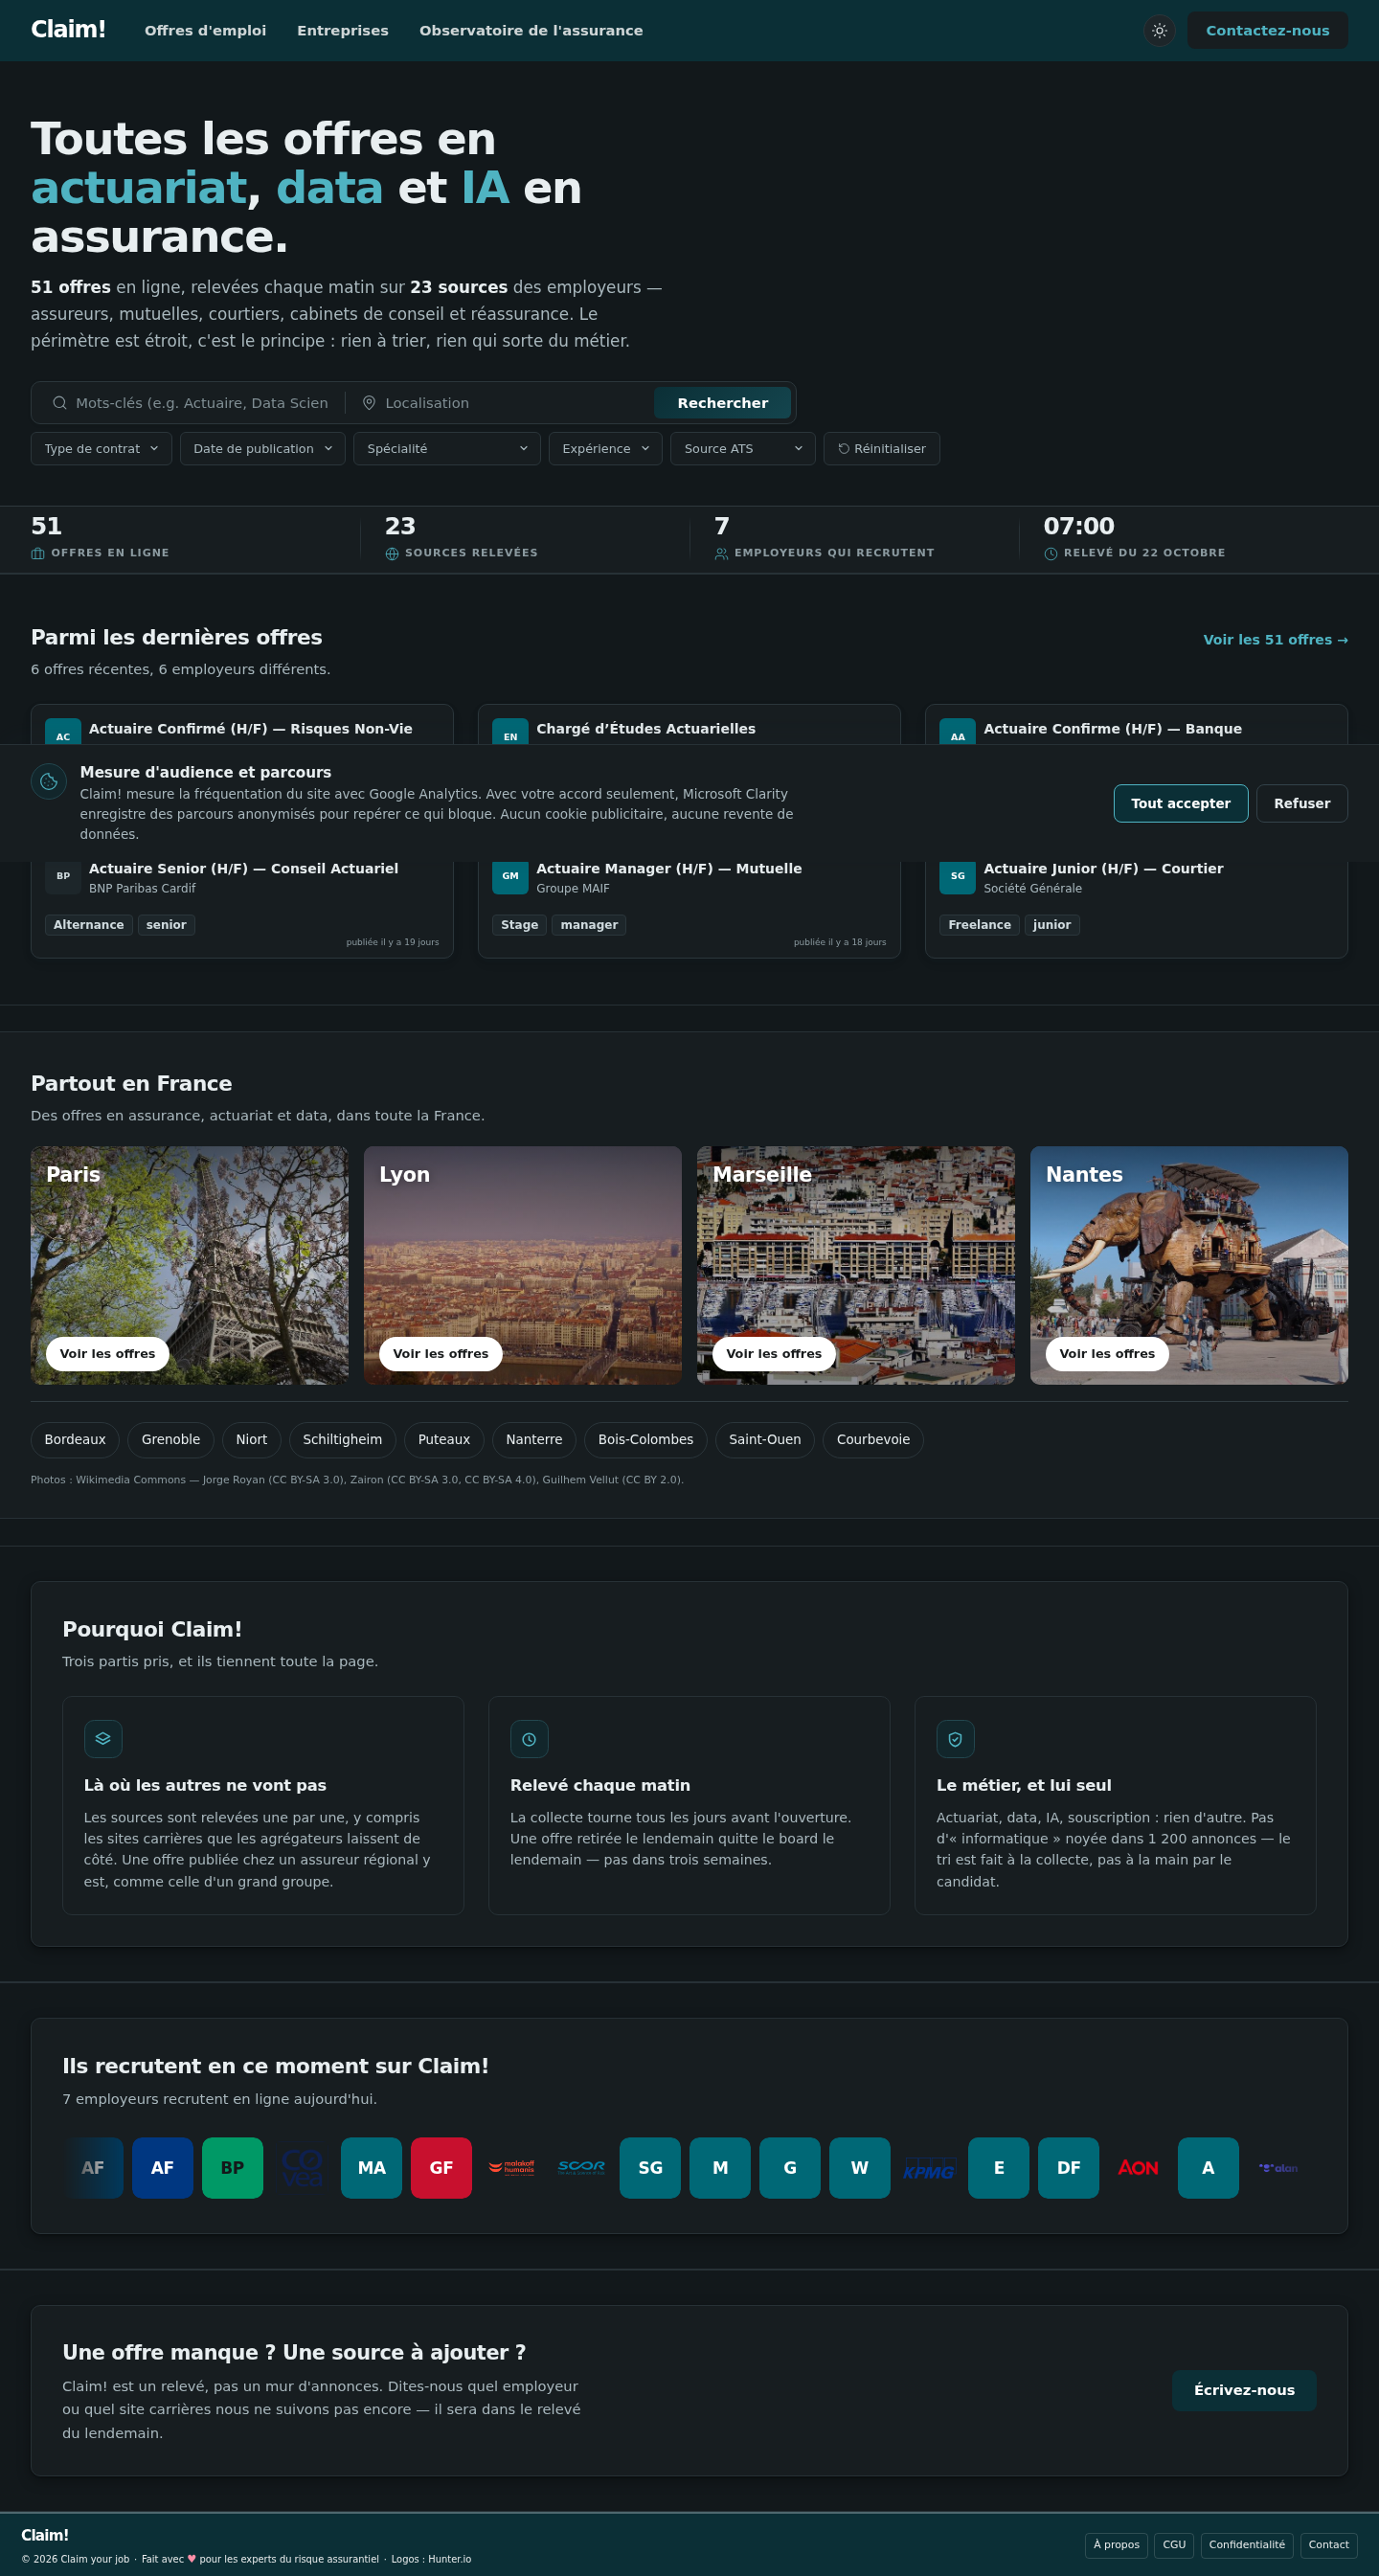 Claim!
Offres d'emploi
Entreprises
Observatoire de l'assurance
Contactez-nous
Toutes les offres en
actuariat, data et IA en
assurance.
51 offres en ligne, relevées chaque matin sur 23 sources des employeurs —
assureurs, mutuelles, courtiers, cabinets de conseil et réassurance. Le
périmètre est étroit, c'est le principe : rien à trier, rien qui sorte du métier.
Mots-clés (e.g. Actuaire, Data Scien
Localisation
Rechercher
Type de contrat
Date de publication
Spécialité
Expérience
Source ATS
Réinitialiser
51
OFFRES EN LIGNE
23
SOURCES RELEVÉES
7
EMPLOYEURS QUI RECRUTENT
07:00
RELEVÉ DU 22 OCTOBRE
Parmi les dernières offres
Voir les 51 offres →
6 offres récentes, 6 employeurs différents.
AC
Actuaire Confirmé (H/F) — Risques Non-Vie
EN
Chargé d’Études Actuarielles
AA
Actuaire Confirme (H/F) — Banque
Mesure d'audience et parcours
Claim! mesure la fréquentation du site avec Google Analytics. Avec votre accord seulement, Microsoft Clarity
enregistre des parcours anonymisés pour repérer ce qui bloque. Aucun cookie publicitaire, aucune revente de
données.
Tout accepter
Refuser
BP
Actuaire Senior (H/F) — Conseil Actuariel
BNP Paribas Cardif
Alternance
senior
publiée il y a 19 jours
GM
Actuaire Manager (H/F) — Mutuelle
Groupe MAIF
Stage
manager
publiée il y a 18 jours
SG
Actuaire Junior (H/F) — Courtier
Société Générale
Freelance
junior
Partout en France
Des offres en assurance, actuariat et data, dans toute la France.
Paris
Voir les offres
Lyon
Voir les offres
Marseille
Voir les offres
Nantes
Voir les offres
Bordeaux
Grenoble
Niort
Schiltigheim
Puteaux
Nanterre
Bois-Colombes
Saint-Ouen
Courbevoie
Photos : Wikimedia Commons — Jorge Royan (CC BY-SA 3.0), Zairon (CC BY-SA 3.0, CC BY-SA 4.0), Guilhem Vellut (CC BY 2.0).
Pourquoi Claim!
Trois partis pris, et ils tiennent toute la page.
Là où les autres ne vont pas
Les sources sont relevées une par une, y compris
les sites carrières que les agrégateurs laissent de
côté. Une offre publiée chez un assureur régional y
est, comme celle d'un grand groupe.
Relevé chaque matin
La collecte tourne tous les jours avant l'ouverture.
Une offre retirée le lendemain quitte le board le
lendemain — pas dans trois semaines.
Le métier, et lui seul
Actuariat, data, IA, souscription : rien d'autre. Pas
d'« informatique » noyée dans 1 200 annonces — le
tri est fait à la collecte, pas à la main par le
candidat.
Ils recrutent en ce moment sur Claim!
7 employeurs recrutent en ligne aujourd'hui.
AF
AF
BP
covéa
MA
GF
malakoff
humanis
SCOR
SG
M
G
W
KPMG
E
DF
AON
A
alan
Une offre manque ? Une source à ajouter ?
Claim! est un relevé, pas un mur d'annonces. Dites-nous quel employeur
ou quel site carrières nous ne suivons pas encore — il sera dans le relevé
du lendemain.
Écrivez-nous
Claim!
© 2026 Claim your job · Fait avec ♥ pour les experts du risque assurantiel · Logos : Hunter.io
À propos
CGU
Confidentialité
Contact